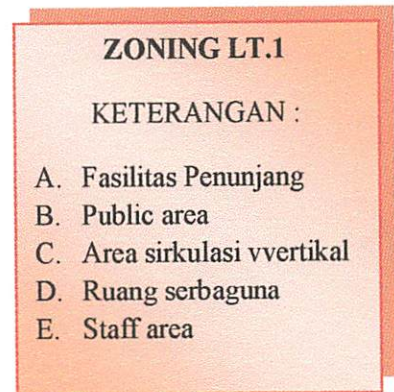 ZONING LT.1
KETERANGAN :
A. Fasilitas Penunjang
B. Public area
C. Area sirkulasi vvertikal
D. Ruang serbaguna
E. Staff area